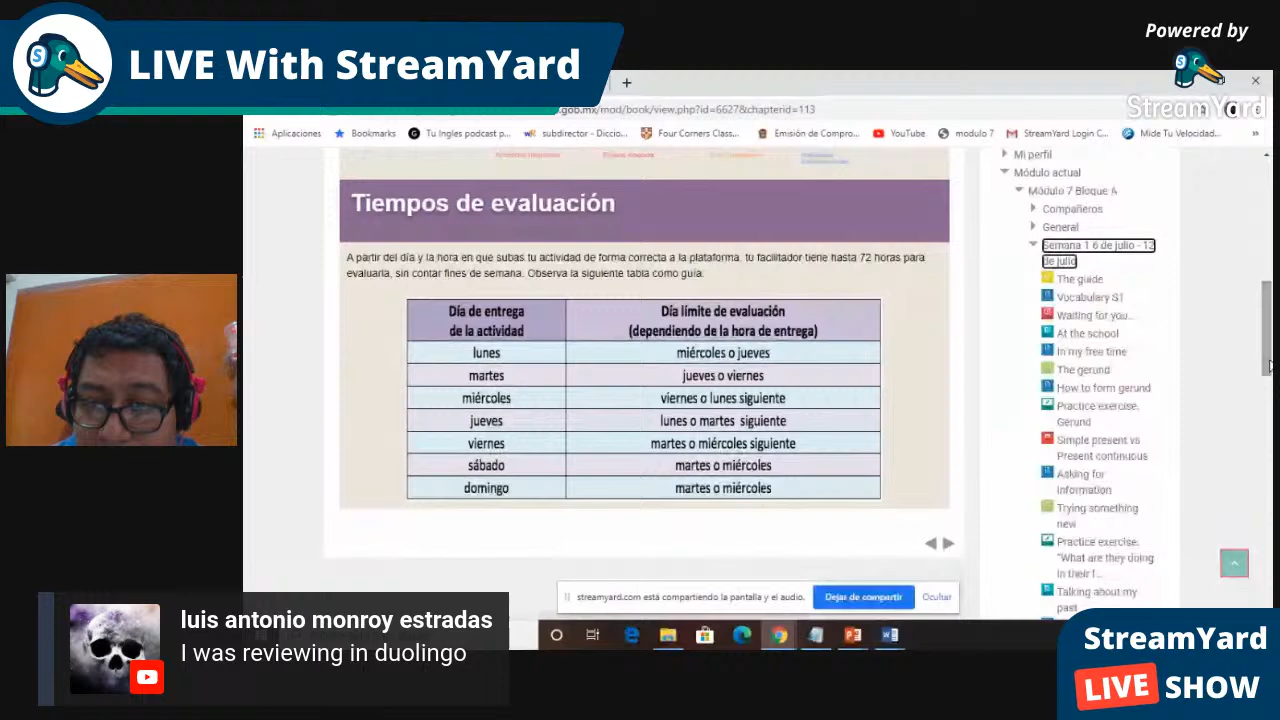 LIVE With StreamYard
Powered by
StreamYard
.gob.mx/mod/book/view.php?id=6627&chapterid=113
Aplicaciones
Bookmarks
Tu Ingles podcast p...
subdirector - Diccio...
Four Corners Class...
Emisión de Compro...
YouTube
modulo 7
StreamYard Login C...
Mide Tu Velocidad...
Tiempos de evaluación
A partir del día y la hora en que subas tu actividad de forma correcta a la plataforma, tu facilitador tiene hasta 72 horas para
evaluarla, sin contar fines de semana. Observa la siguiente tabla como guía.
Día de entrega
de la actividad
Día límite de evaluación
(dependiendo de la hora de entrega)
lunes
miércoles o jueves
martes
jueves o viernes
miércoles
viernes o lunes siguiente
jueves
lunes o martes siguiente
viernes
martes o miércoles siguiente
sábado
martes o miércoles
domingo
martes o miércoles
Mi perfil
Módulo actual
Módulo 7 Bloque A
Compañeros
General
Semana 1 6 de julio - 12
de julio
The guide
Vocabulary S1
Waiting for you...
At the school
In my free time
The gerund
How to form gerund
Practice exercise.
Gerund
Simple present vs
Present continuous
Asking for
information
Trying something
new
Practice exercise.
"What are they doing
in their f...
Talking about my
past
streamyard.com está compartiendo la pantalla y el audio.
Dejar de compartir
Ocultar
luis antonio monroy estradas
I was reviewing in duolingo
StreamYard
LIVE SHOW